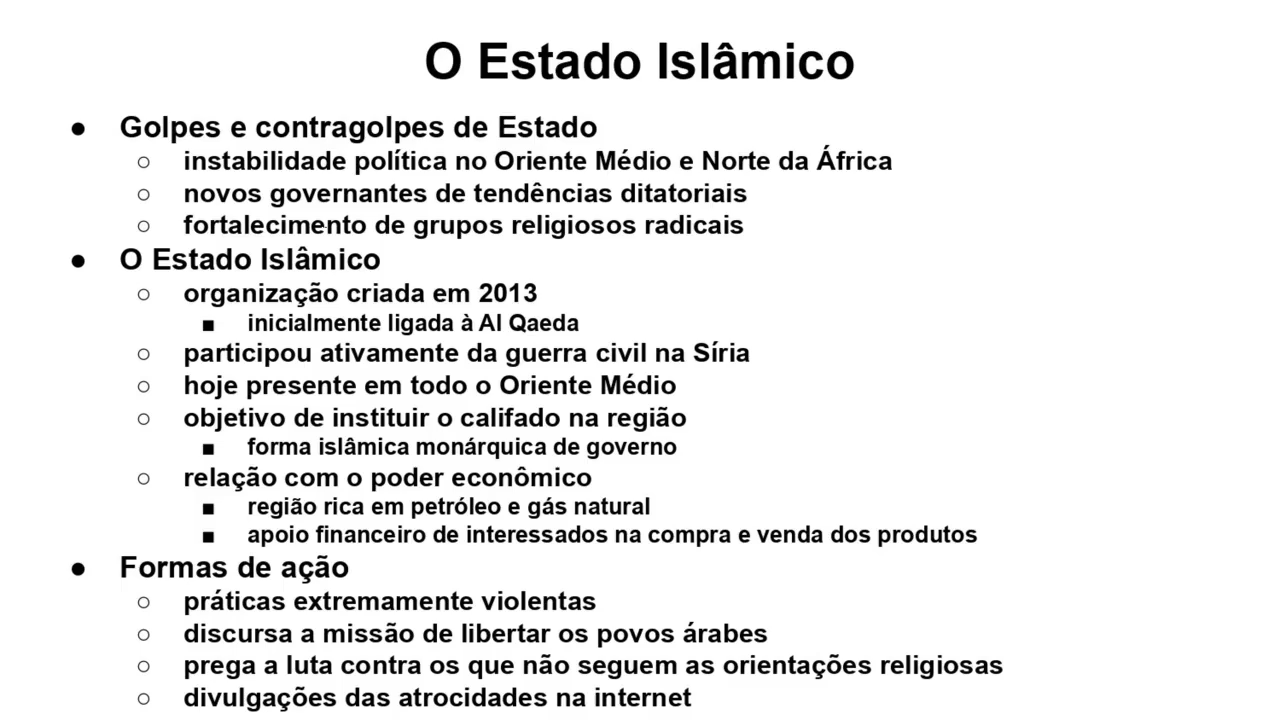 O Estado Islâmico
● Golpes e contragolpes de Estado
○ instabilidade política no Oriente Médio e Norte da África
○ novos governantes de tendências ditatoriais
○ fortalecimento de grupos religiosos radicais
● O Estado Islâmico
○ organização criada em 2013
■ inicialmente ligada à Al Qaeda
○ participou ativamente da guerra civil na Síria
○ hoje presente em todo o Oriente Médio
○ objetivo de instituir o califado na região
■ forma islâmica monárquica de governo
○ relação com o poder econômico
■ região rica em petróleo e gás natural
■ apoio financeiro de interessados na compra e venda dos produtos
● Formas de ação
○ práticas extremamente violentas
○ discursa a missão de libertar os povos árabes
○ prega a luta contra os que não seguem as orientações religiosas
○ divulgações das atrocidades na internet